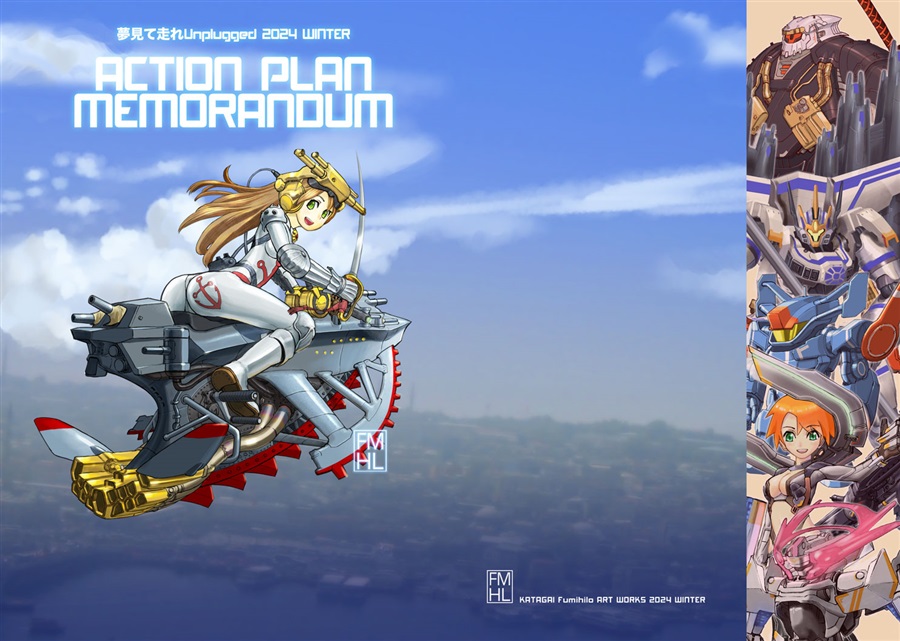 夢見て走れUnplugged 2024 WINTER
ACTION PLAN
MEMORANDUM
FM
HL
FM
HL
KATAGAI Fumihilo ART WORKS 2024 WINTER